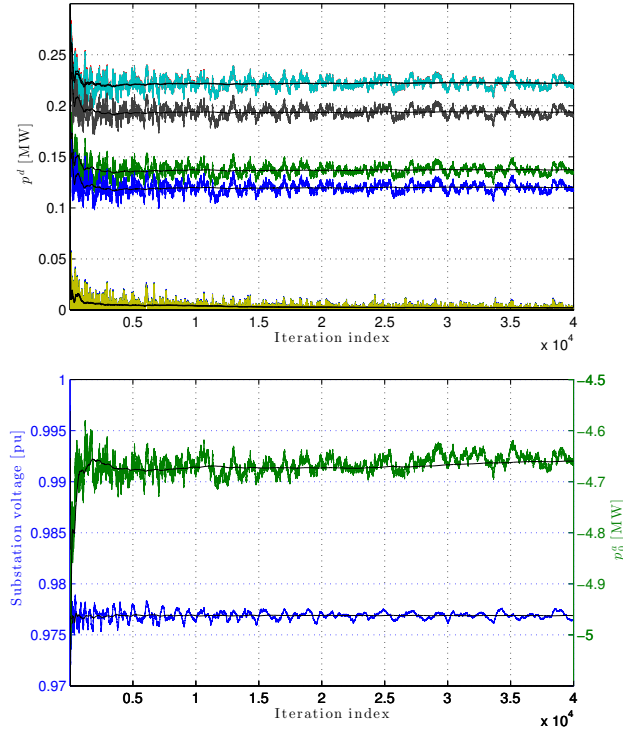 0.25
0.2
0.15
0.1
0.05
0
p^d [MW]
0.5 1 1.5 2 2.5 3 3.5 4
Iteration index
x 10^4
1
0.995
0.99
0.985
0.98
0.975
0.97
Substation voltage [pu]
−4.5
−4.6
−4.7
−4.8
−4.9
−5
[MW]
0.5 1 1.5 2 2.5 3 3.5 4
Iteration index
x 10^4